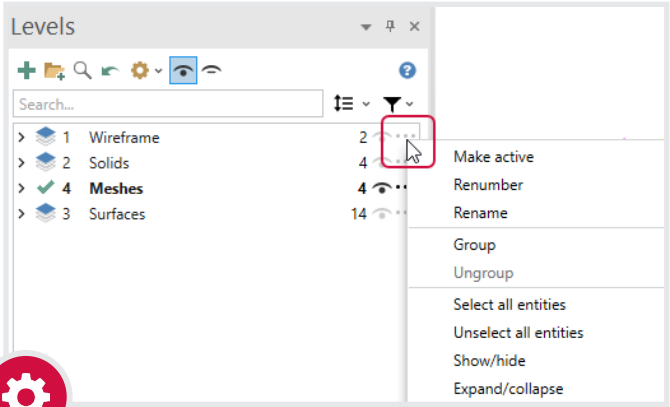 Levels
Search...
1 Wireframe 2
2 Solids 4
4 Meshes 4
3 Surfaces 14
Make active
Renumber
Rename
Group
Ungroup
Select all entities
Unselect all entities
Show/hide
Expand/collapse